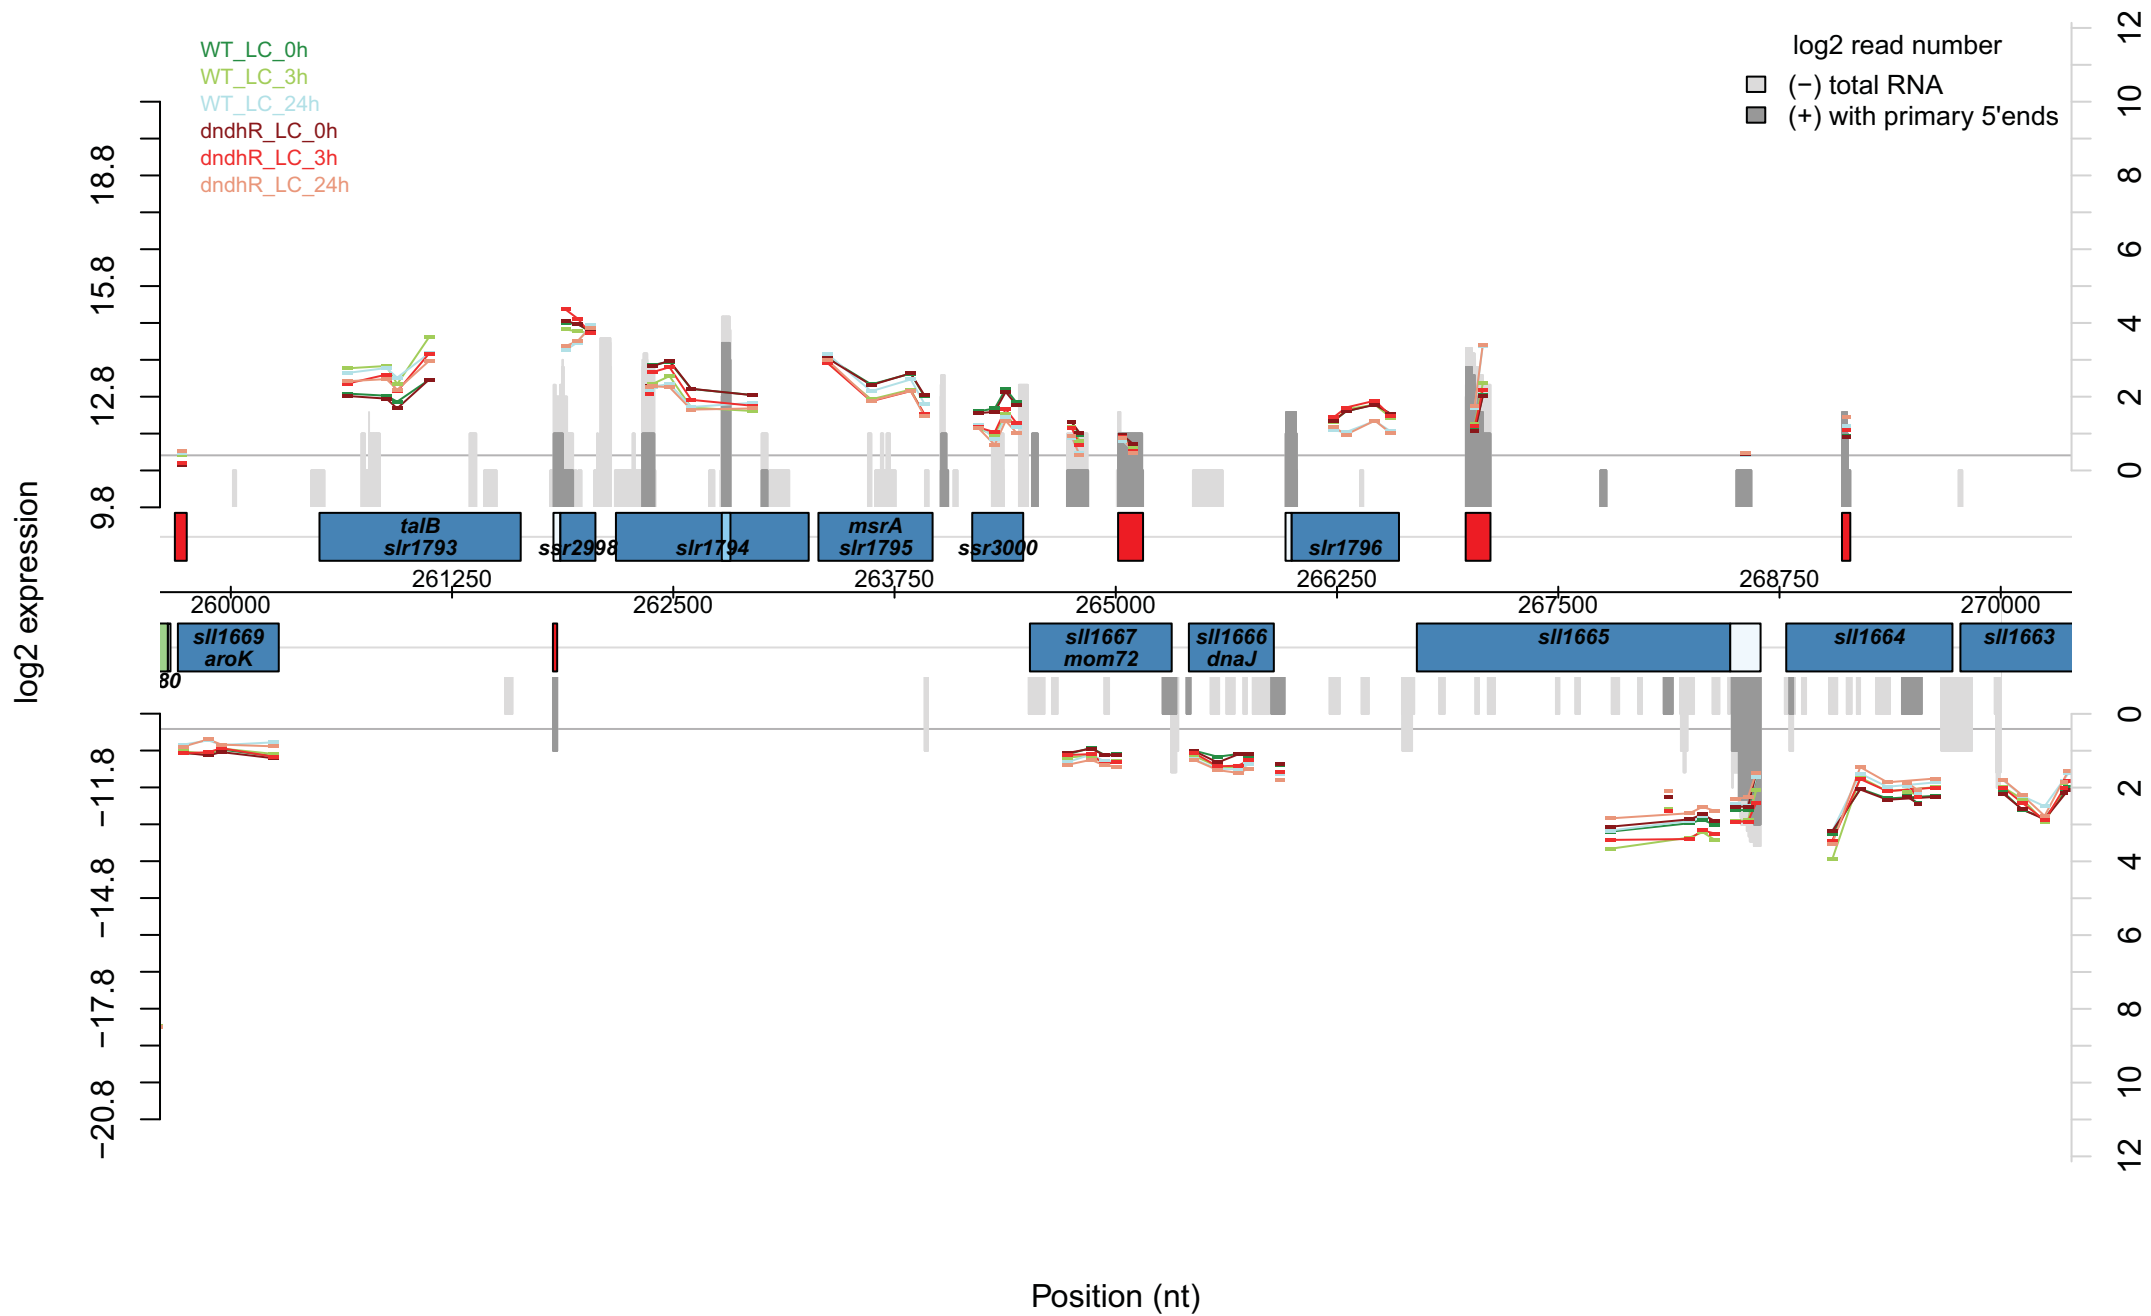 WT_LC_0h
WT_LC_3h
WT_LC_24h
dndhR_LC_0h
dndhR_LC_3h
dndhR_LC_24h
log2 read number
(−) total RNA
(+) with primary 5'ends
log2 expression
18.8
15.8
12.8
9.8
12
10
8
6
4
2
0
talB
slr1793
ssr2998
slr1794
msrA
slr1795
ssr3000
slr1796
261250
263750
266250
268750
260000
262500
265000
267500
270000
sll1669
aroK
sll1667
mom72
sll1666
dnaJ
sll1665
sll1664
sll1663
80
−11.8
−14.8
−17.8
−20.8
0
2
4
6
8
10
12
Position (nt)